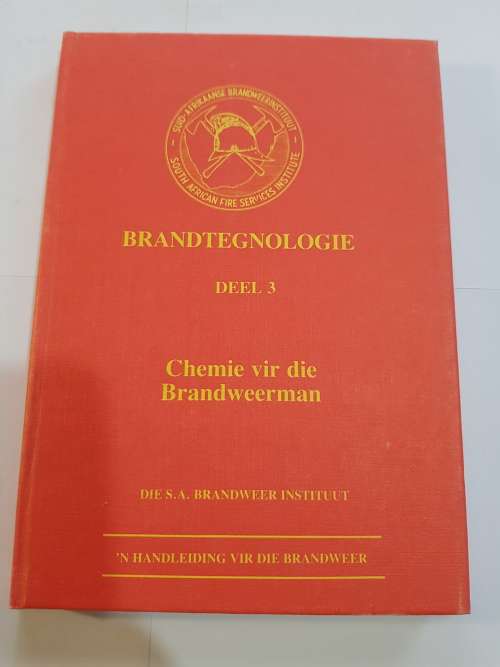 SUID-AFRIKAANSE BRANDWEERINSTITUUT
SOUTH AFRICAN FIRE SERVICES INSTITUTE
BRANDTEGNOLOGIE
DEEL 3
Chemie vir die
Brandweerman
DIE S.A. BRANDWEER INSTITUUT
'N HANDLEIDING VIR DIE BRANDWEER